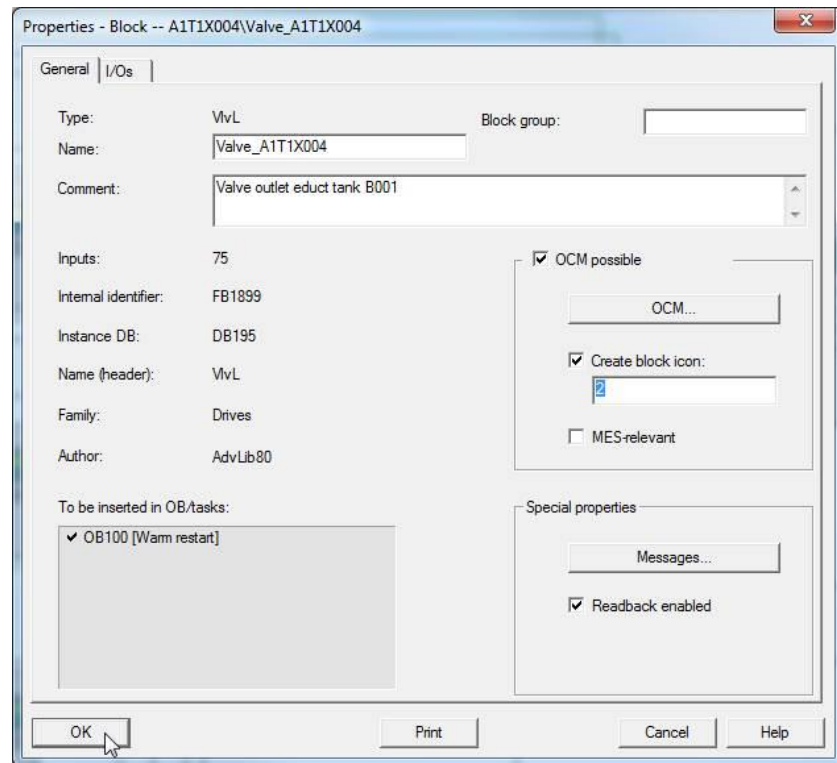 Properties - Block -- A1T1X004\Valve_A1T1X004
General I/Os
Type: VlvL Block group:
Name: Valve_A1T1X004
Comment: Valve outlet educt tank B001
Inputs: 75 OCM possible
Internal identifier: FB1899 OCM...
Instance DB: DB195
Name (header): VlvL Create block icon:
2
Family: Drives
MES-relevant
Author: AdvLib80
To be inserted in OB/tasks: Special properties
OB100 [Warm restart]
Messages...
Readback enabled
OK Print Cancel Help